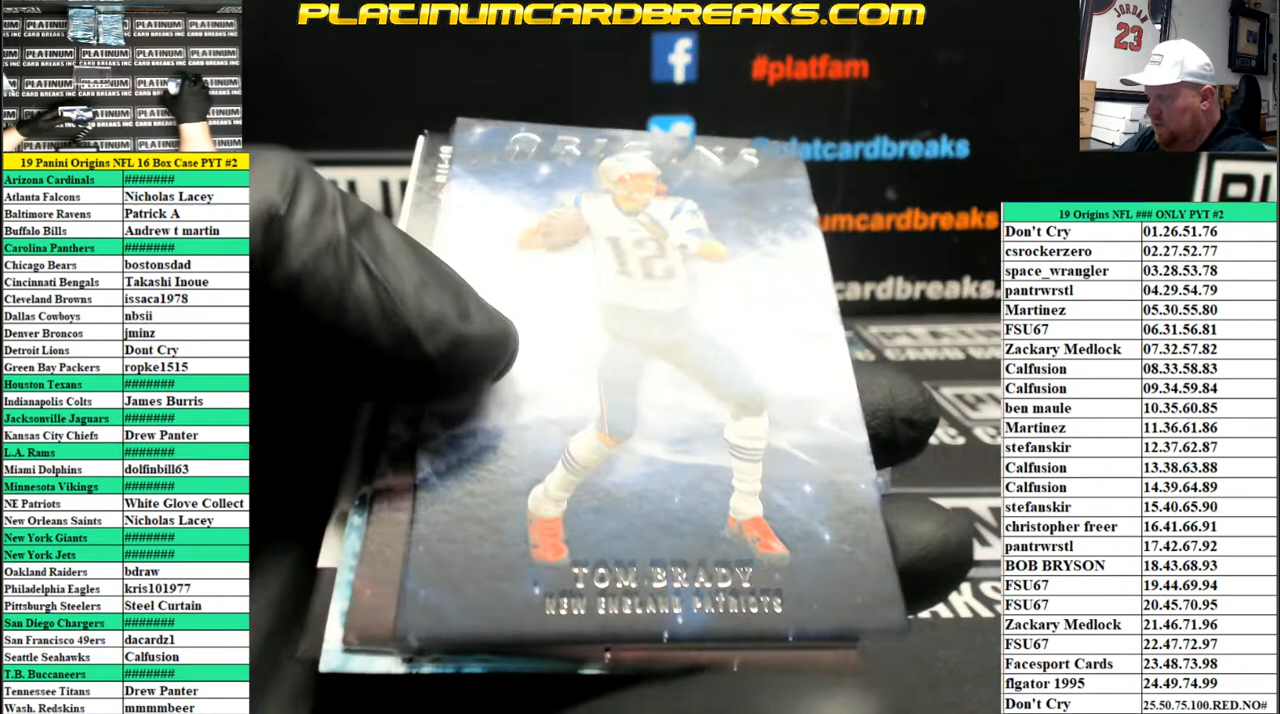 PLATINUMCARDBREAKS.COM
#platfam
JORDAN
23
19 Panini Origins NFL 16 Box Case PYT #2
Arizona Cardinals #######
Atlanta Falcons Nicholas Lacey
Baltimore Ravens Patrick A
Buffalo Bills Andrew t martin
Carolina Panthers #######
Chicago Bears bostonsdad
Cincinnati Bengals Takashi Inoue
Cleveland Browns issaca1978
Dallas Cowboys nbsii
Denver Broncos jminz
Detroit Lions Dont Cry
Green Bay Packers ropke1515
Houston Texans #######
Indianapolis Colts James Burris
Jacksonville Jaguars #######
Kansas City Chiefs Drew Panter
L.A. Rams #######
Miami Dolphins dolfinbill63
Minnesota Vikings #######
NE Patriots White Glove Collect
New Orleans Saints Nicholas Lacey
New York Giants #######
New York Jets #######
Oakland Raiders bdraw
Philadelphia Eagles kris101977
Pittsburgh Steelers Steel Curtain
San Diego Chargers #######
San Francisco 49ers dacardz1
Seattle Seahawks Calfusion
T.B. Buccaneers #######
Tennessee Titans Drew Panter
Wash. Redskins mmmmbeer
ORIGINS
12
TOM BRADY
NEW ENGLAND PATRIOTS
platcardbreaks
umcardbreaks
cardbreaks.
19 Origins NFL ### ONLY PYT #2
Don't Cry 01.26.51.76
csrockerzero 02.27.52.77
space_wrangler 03.28.53.78
pantrwrstl 04.29.54.79
Martinez 05.30.55.80
FSU67 06.31.56.81
Zackary Medlock 07.32.57.82
Calfusion 08.33.58.83
Calfusion 09.34.59.84
ben maule 10.35.60.85
Martinez 11.36.61.86
stefanskir 12.37.62.87
Calfusion 13.38.63.88
Calfusion 14.39.64.89
stefanskir 15.40.65.90
christopher freer 16.41.66.91
pantrwrstl 17.42.67.92
BOB BRYSON 18.43.68.93
FSU67 19.44.69.94
FSU67 20.45.70.95
Zackary Medlock 21.46.71.96
FSU67 22.47.72.97
Facesport Cards 23.48.73.98
flgator 1995 24.49.74.99
Don't Cry 25.50.75.100.RED.NO#